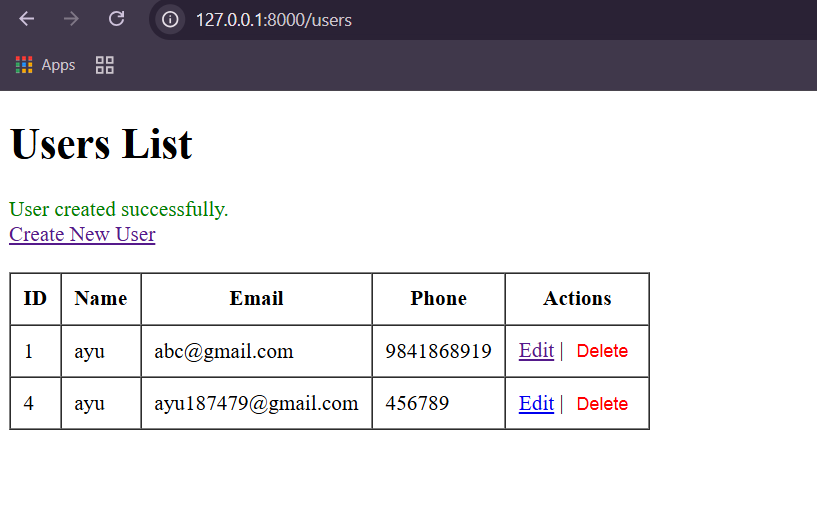 127.0.0.1:8000/users
Apps
Users List
User created successfully.
Create New User
ID Name Email Phone Actions
1 ayu abc@gmail.com 9841868919 Edit | Delete
4 ayu ayu187479@gmail.com 456789 Edit | Delete